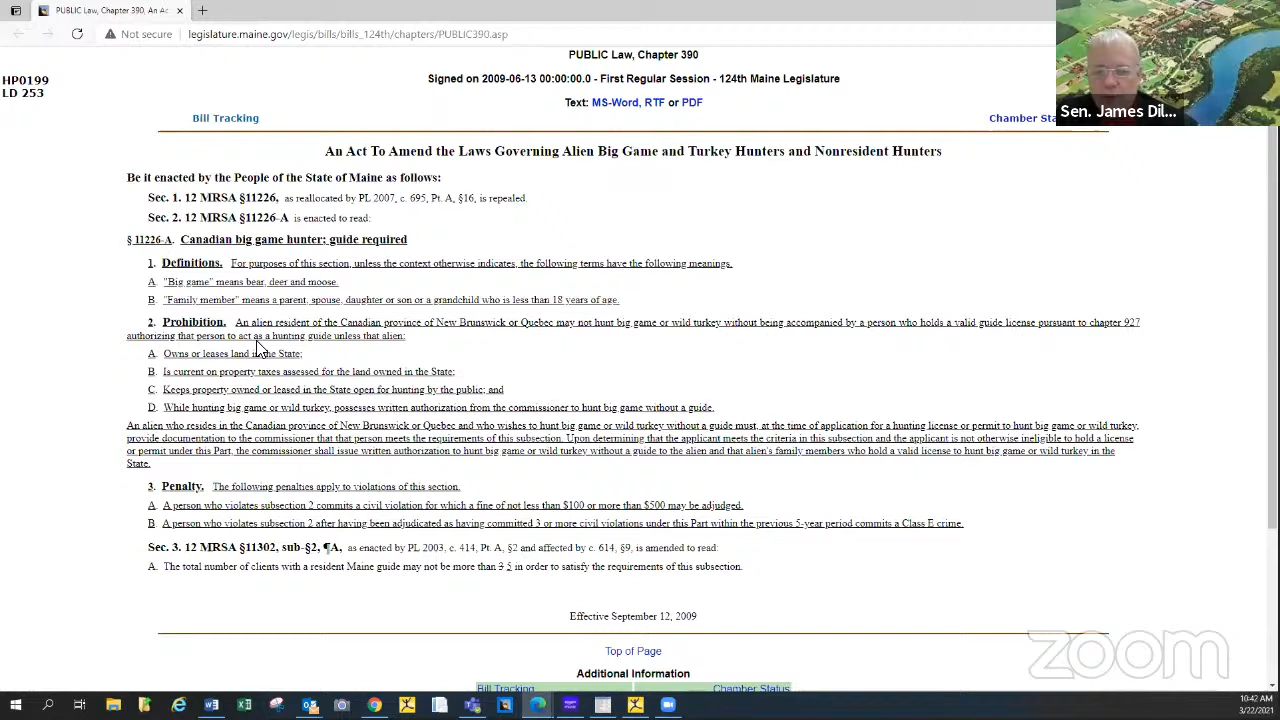 PUBLIC Law, Chapter 390, An Ac
Not secure
legislature.maine.gov/legis/bills/bills_124th/chapters/PUBLIC390.asp
HP0199
LD 253
PUBLIC Law, Chapter 390
Signed on 2009-06-13 00:00:00.0 - First Regular Session - 124th Maine Legislature
Text: MS-Word, RTF or PDF
Bill Tracking
Chamber Sta
Sen. James Dil...
An Act To Amend the Laws Governing Alien Big Game and Turkey Hunters and Nonresident Hunters
Be it enacted by the People of the State of Maine as follows:
Sec. 1. 12 MRSA §11226, as reallocated by PL 2007, c. 695, Pt. A, §16, is repealed.
Sec. 2. 12 MRSA §11226-A is enacted to read:
§ 11226-A. Canadian big game hunter; guide required
1. Definitions. For purposes of this section, unless the context otherwise indicates, the following terms have the following meanings.
A. "Big game" means bear, deer and moose.
B. "Family member" means a parent, spouse, daughter or son or a grandchild who is less than 18 years of age.
2. Prohibition. An alien resident of the Canadian province of New Brunswick or Quebec may not hunt big game or wild turkey without being accompanied by a person who holds a valid guide license pursuant to chapter 927
authorizing that person to act as a hunting guide unless that alien:
A. Owns or leases land in the State;
B. Is current on property taxes assessed for the land owned in the State;
C. Keeps property owned or leased in the State open for hunting by the public; and
D. While hunting big game or wild turkey, possesses written authorization from the commissioner to hunt big game without a guide.
An alien who resides in the Canadian province of New Brunswick or Quebec and who wishes to hunt big game or wild turkey without a guide must, at the time of application for a hunting license or permit to hunt big game or wild turkey,
provide documentation to the commissioner that that person meets the requirements of this subsection. Upon determining that the applicant meets the criteria in this subsection and the applicant is not otherwise ineligible to hold a license
or permit under this Part, the commissioner shall issue written authorization to hunt big game or wild turkey without a guide to the alien and that alien's family members who hold a valid license to hunt big game or wild turkey in the
State.
3. Penalty. The following penalties apply to violations of this section.
A. A person who violates subsection 2 commits a civil violation for which a fine of not less than $100 or more than $500 may be adjudged.
B. A person who violates subsection 2 after having been adjudicated as having committed 3 or more civil violations under this Part within the previous 5-year period commits a Class E crime.
Sec. 3. 12 MRSA §11302, sub-§2, ¶A, as enacted by PL 2003, c. 414, Pt. A, §2 and affected by c. 614, §9, is amended to read:
A. The total number of clients with a resident Maine guide may not be more than 3 5 in order to satisfy the requirements of this subsection.
Effective September 12, 2009
Top of Page
Additional Information
Bill Tracking
Chamber Status
zoom
10:42 AM
3/22/2021